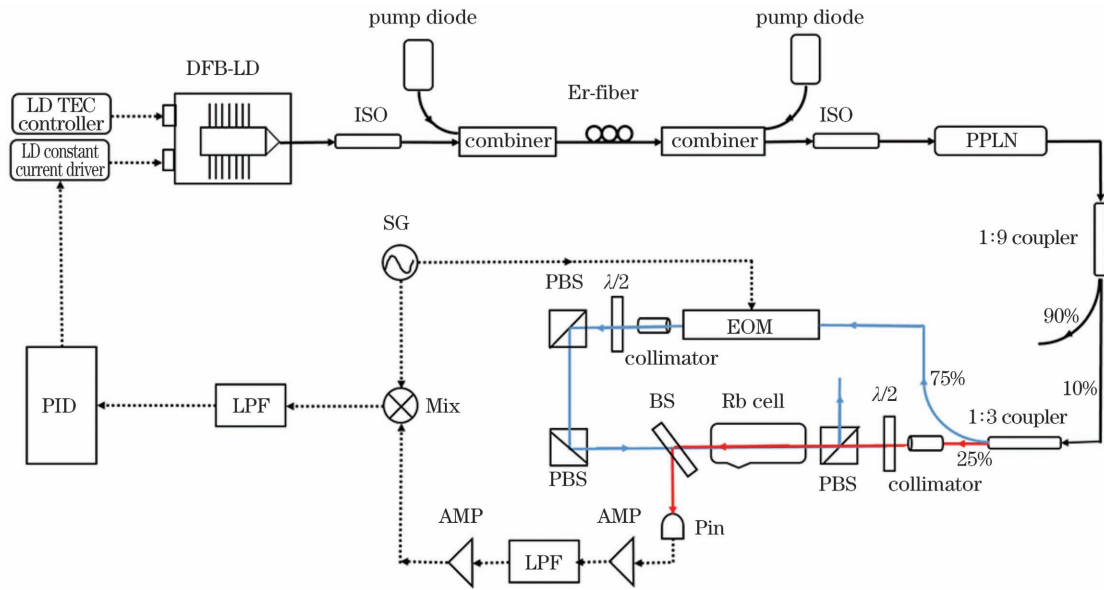 pump diode
pump diode
DFB-LD
Er-fiber
LD TEC
controller
ISO
ISO
combiner
combiner
PPLN
LD constant
current driver
SG
1:9 coupler
PBS
λ/2
EOM
90%
collimator
75%
10%
PID
LPF
Mix
BS
Rb cell
λ/2
1:3 coupler
PBS
PBS
25%
collimator
AMP
AMP
Pin
LPF